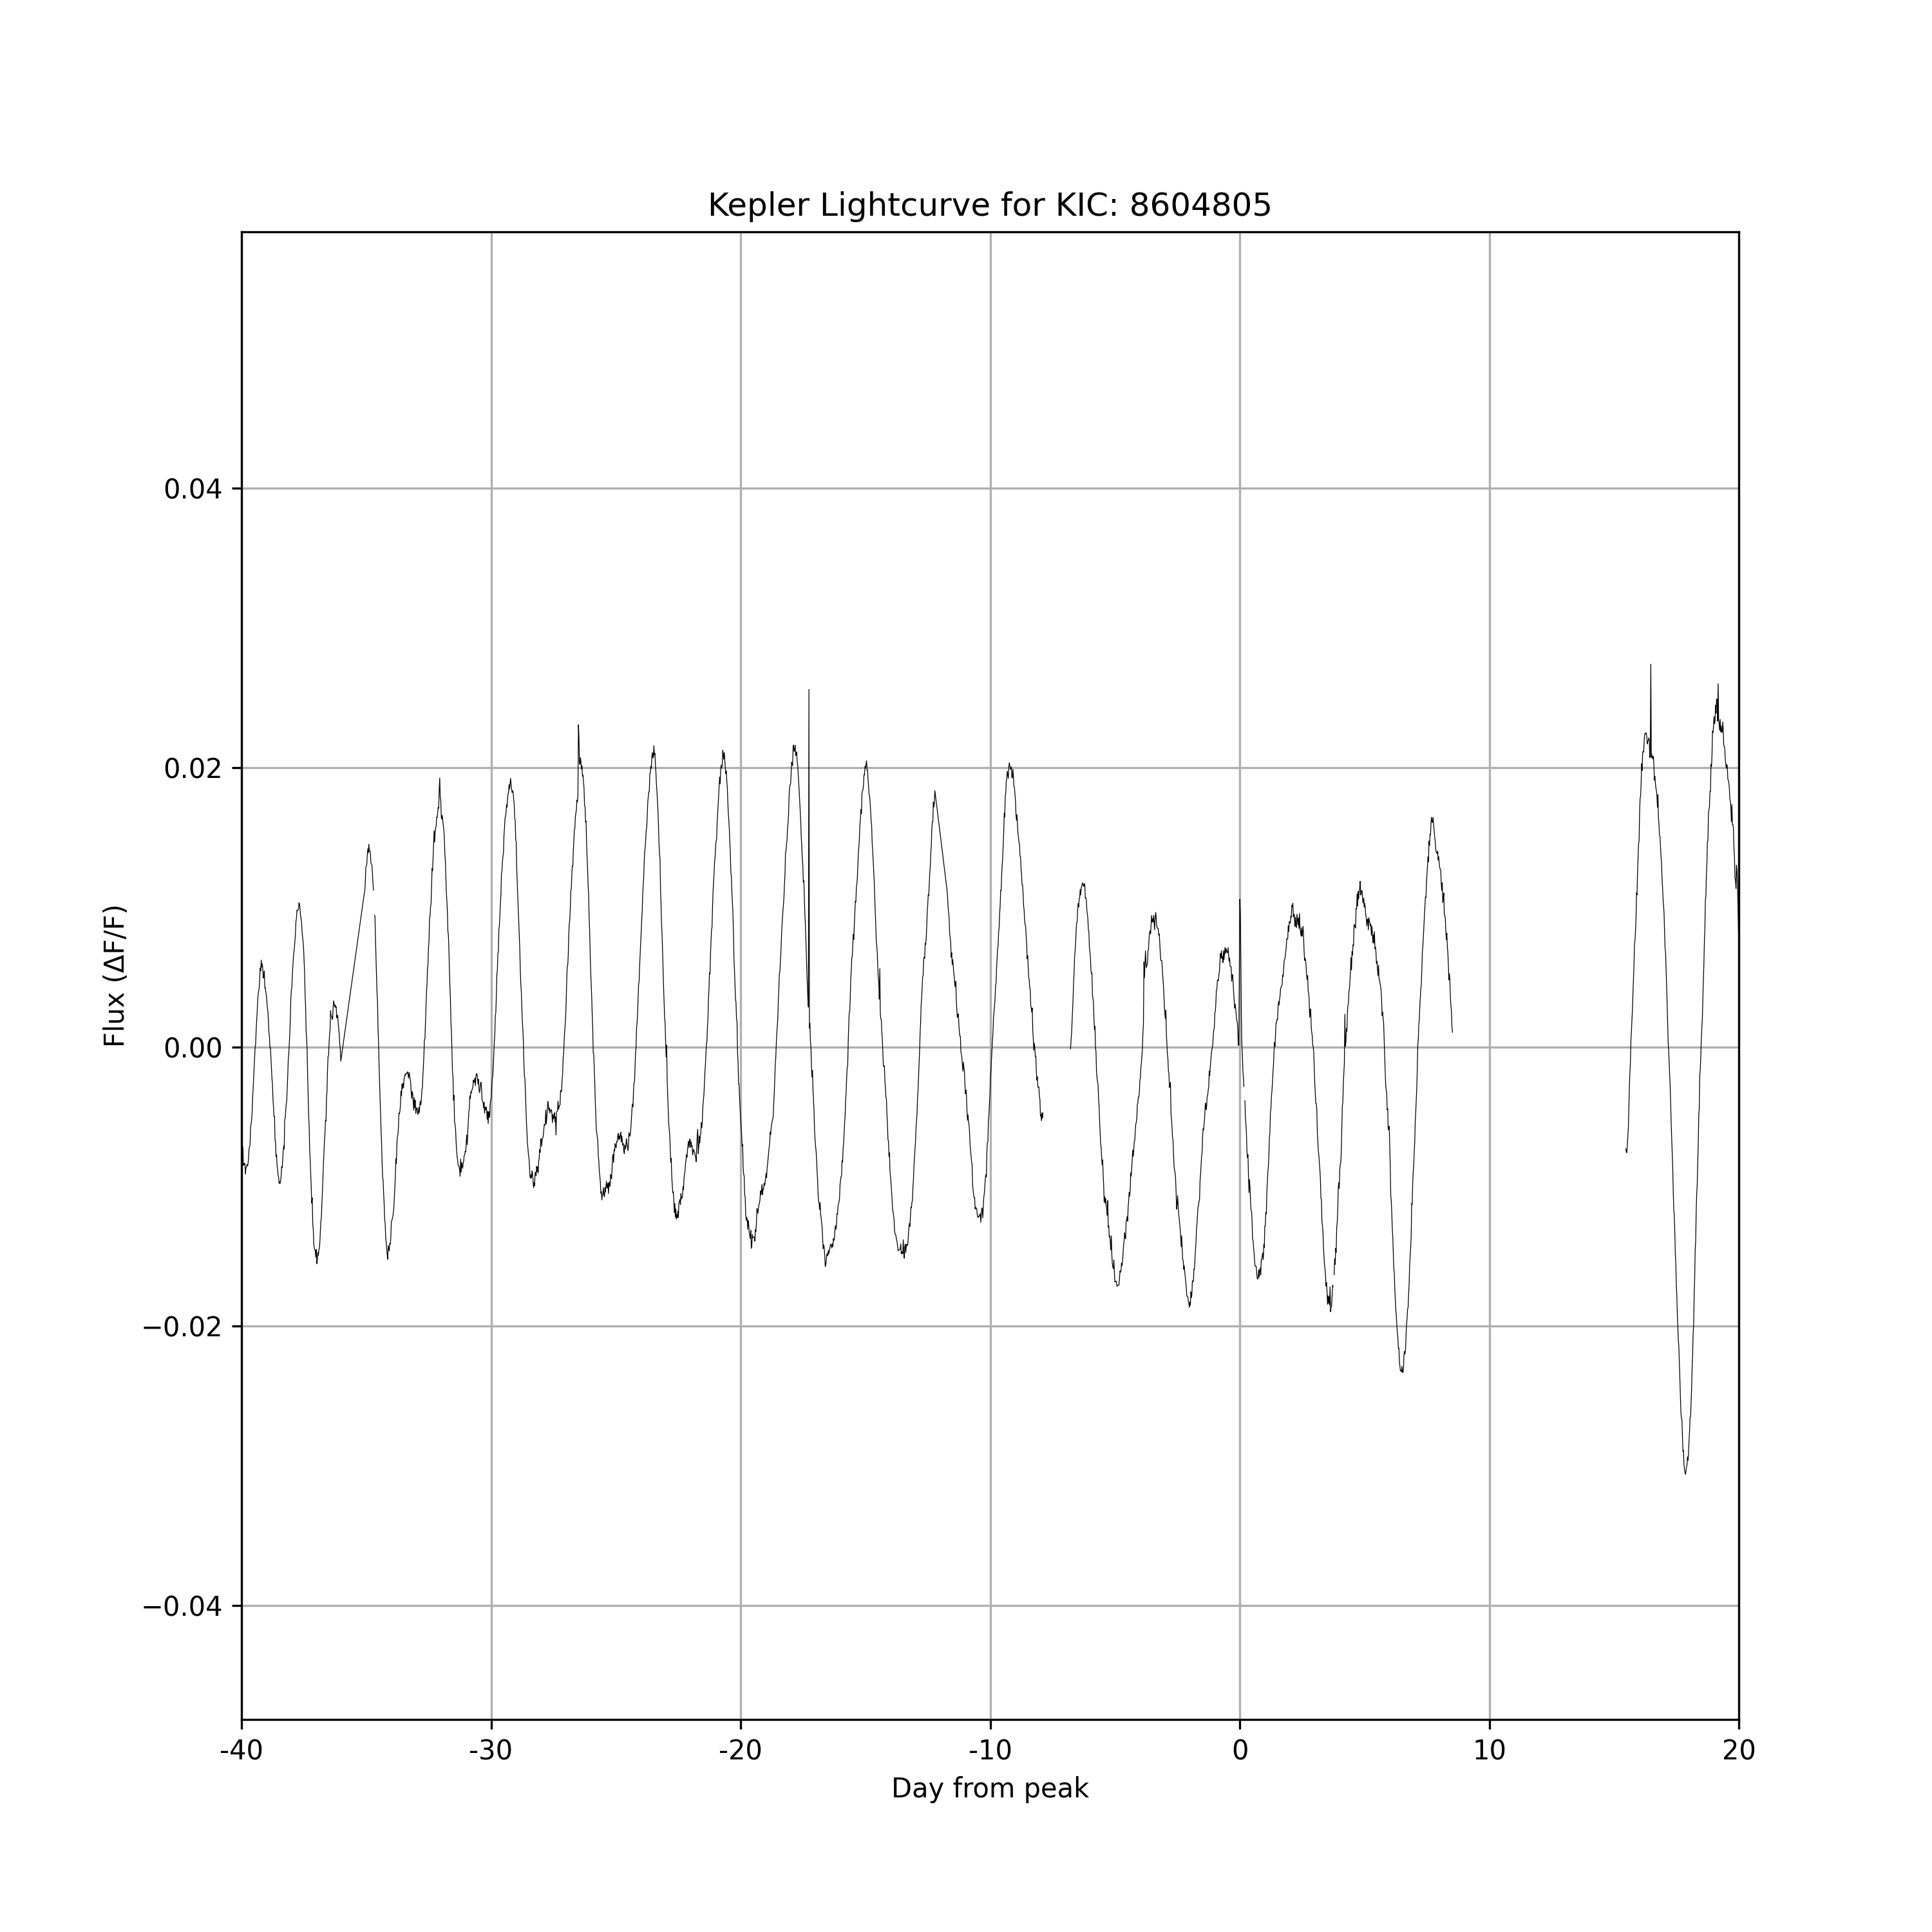 Kepler Lightcurve for KIC: 8604805
Flux (ΔF/F)
0.04
0.02
0.00
−0.02
−0.04
-40 -30 -20 -10 0 10 20
Day from peak